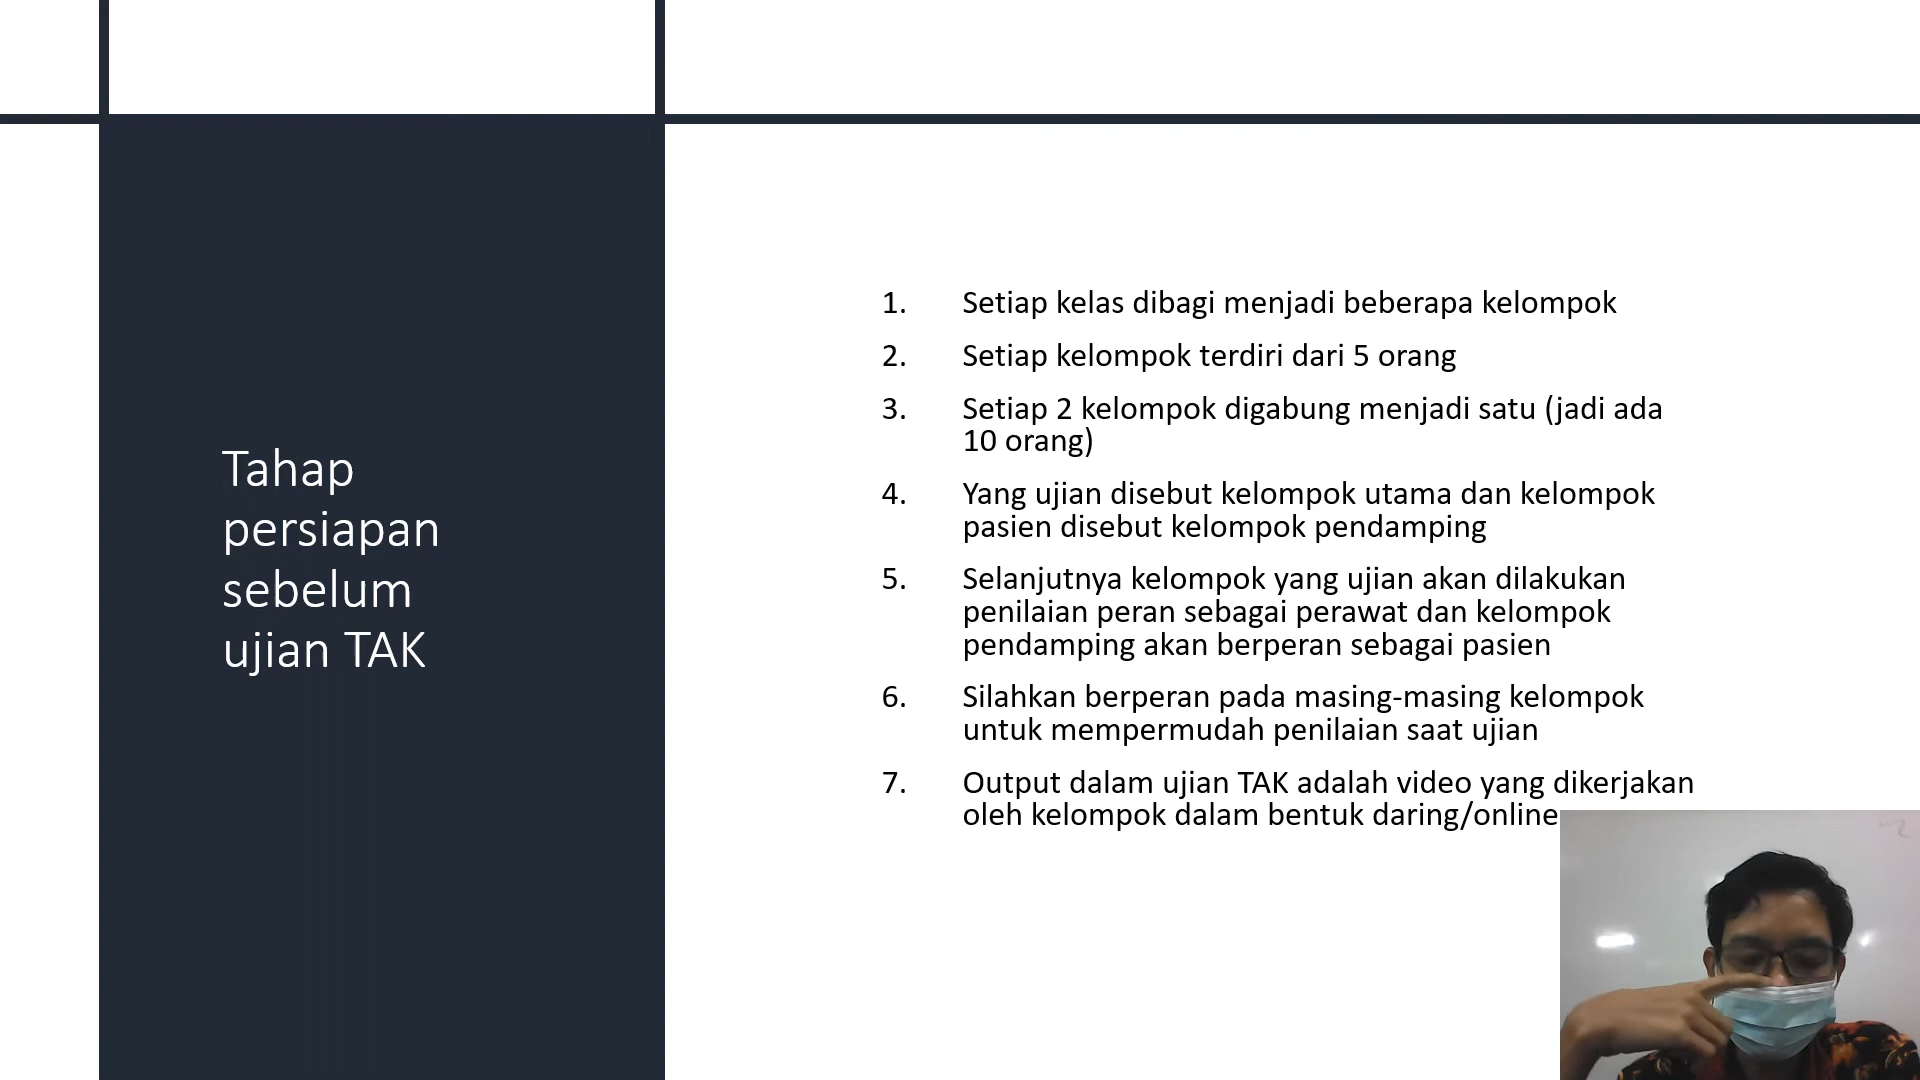 Tahap
persiapan
sebelum
ujian TAK
1. Setiap kelas dibagi menjadi beberapa kelompok
2. Setiap kelompok terdiri dari 5 orang
3. Setiap 2 kelompok digabung menjadi satu (jadi ada
10 orang)
4. Yang ujian disebut kelompok utama dan kelompok
pasien disebut kelompok pendamping
5. Selanjutnya kelompok yang ujian akan dilakukan
penilaian peran sebagai perawat dan kelompok
pendamping akan berperan sebagai pasien
6. Silahkan berperan pada masing-masing kelompok
untuk mempermudah penilaian saat ujian
7. Output dalam ujian TAK adalah video yang dikerjakan
oleh kelompok dalam bentuk daring/online